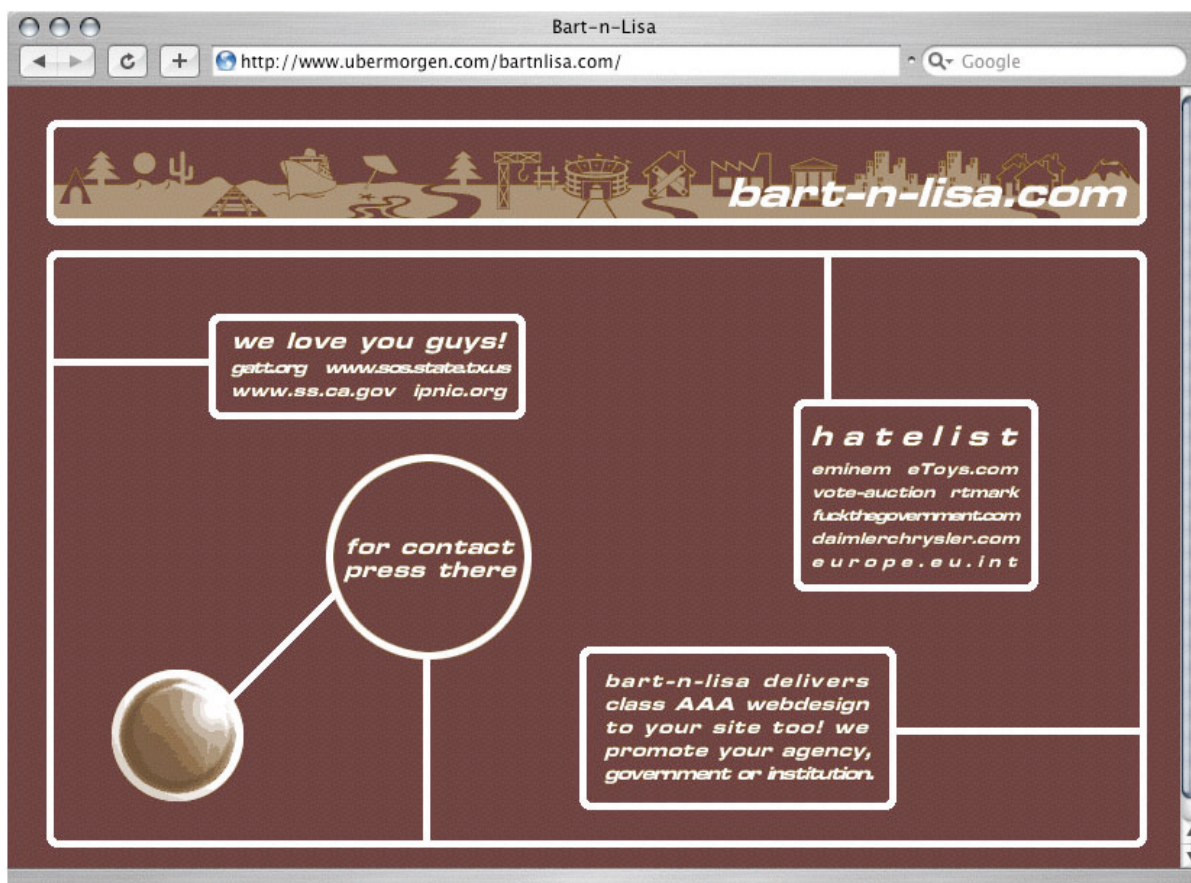 Bart-n-Lisa
http://www.ubermorgen.com/bartnlisa.com/
Google
bart-n-lisa.com
we love you guys!
gatt.org www.sos.state.tx.us
www.ss.ca.gov ipnic.org
hatelist
eminem eToys.com
vote-auction rtmark
fuckthegovernment.com
daimlerchrysler.com
europe.eu.int
for contact
press there
bart-n-lisa delivers
class AAA webdesign
to your site too! we
promote your agency,
government or institution.